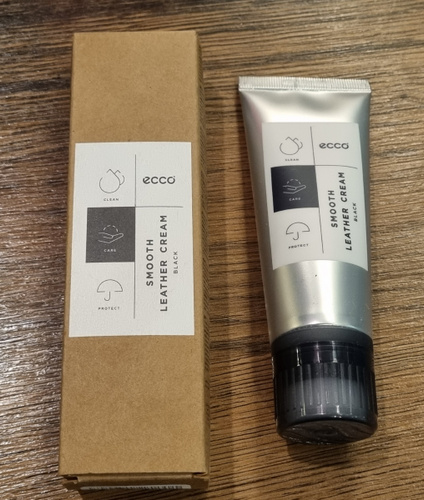 CLEAN
ecco
CARE
PROTECT
SMOOTH
LEATHER CREAM
BLACK
CLEAN
ecco
CARE
PROTECT
SMOOTH
LEATHER CREAM
BLACK